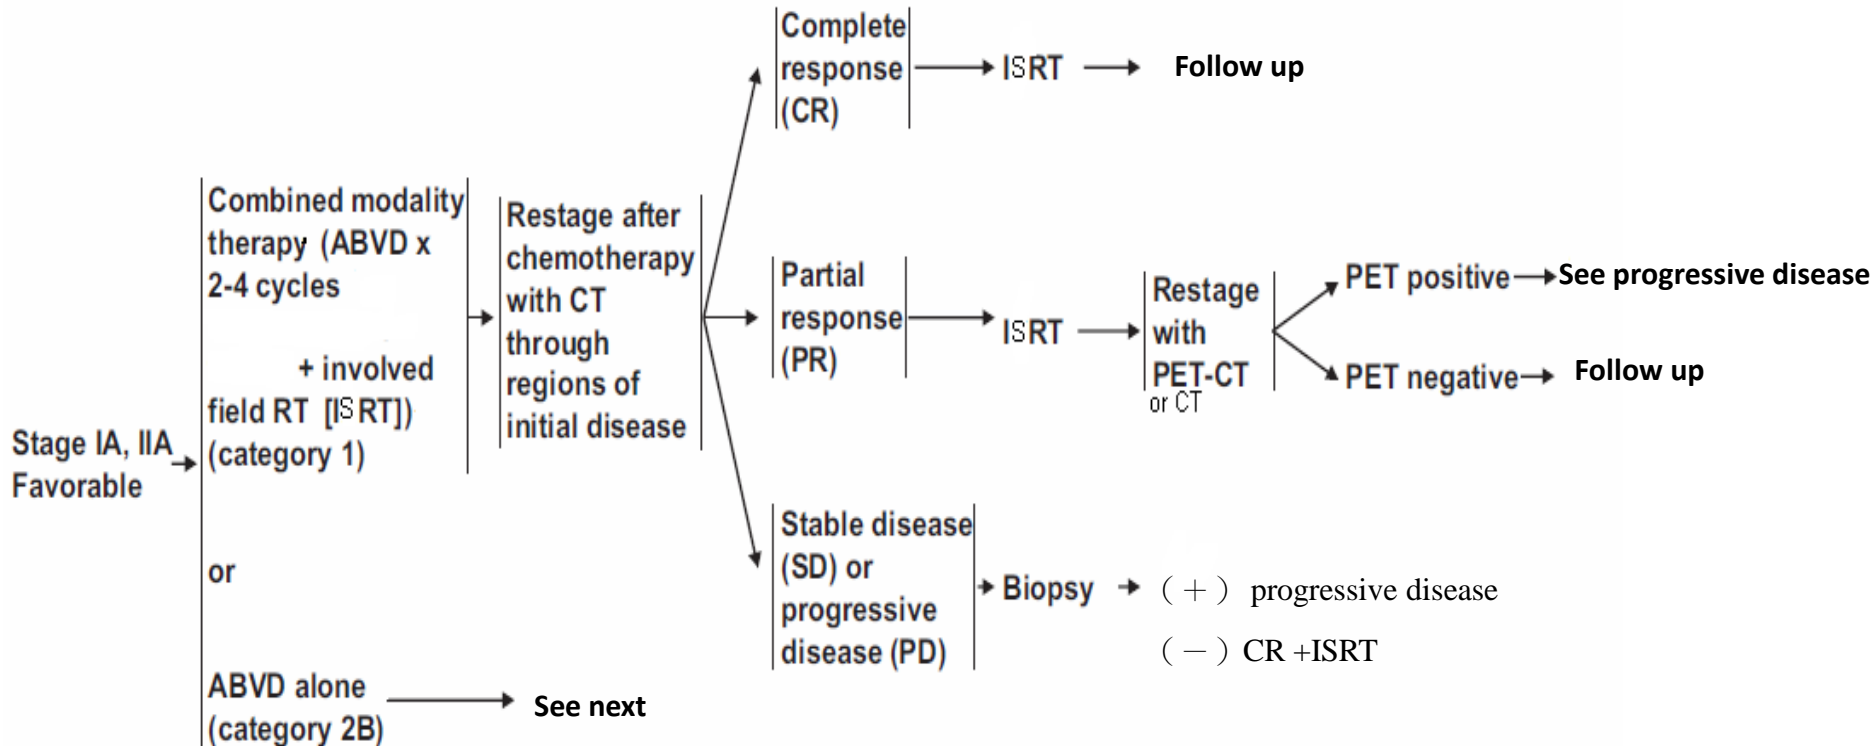 Stage IA, IIA
Favorable
Combined modality
therapy (ABVD x
2-4 cycles
+ involved
field RT [ISRT])
(category 1)
or
ABVD alone
(category 2B)
See next
Restage after
chemotherapy
with CT
through
regions of
initial disease
Complete
response
(CR)
ISRT
Follow up
Partial
response
(PR)
ISRT
Restage
with
PET-CT
or CT
PET positive
See progressive disease
PET negative
Follow up
Stable disease
(SD) or
progressive
disease (PD)
Biopsy
（＋） progressive disease
（－） CR +ISRT